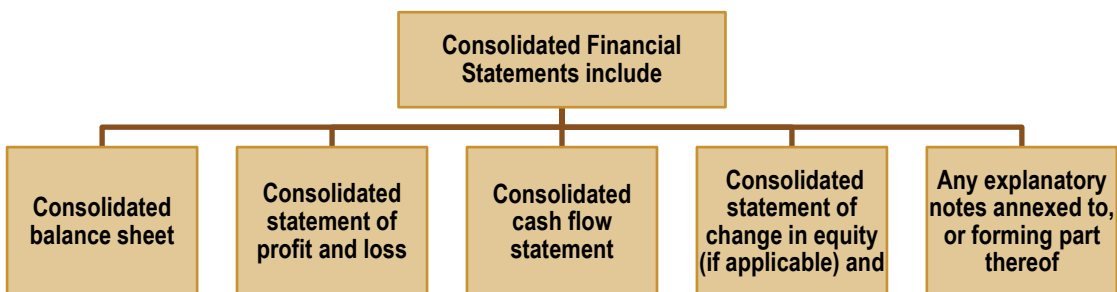 Consolidated Financial
Statements include
Consolidated
balance sheet
Consolidated
statement of
profit and loss
Consolidated
cash flow
statement
Consolidated
statement of
change in equity
(if applicable) and
Any explanatory
notes annexed to,
or forming part
thereof